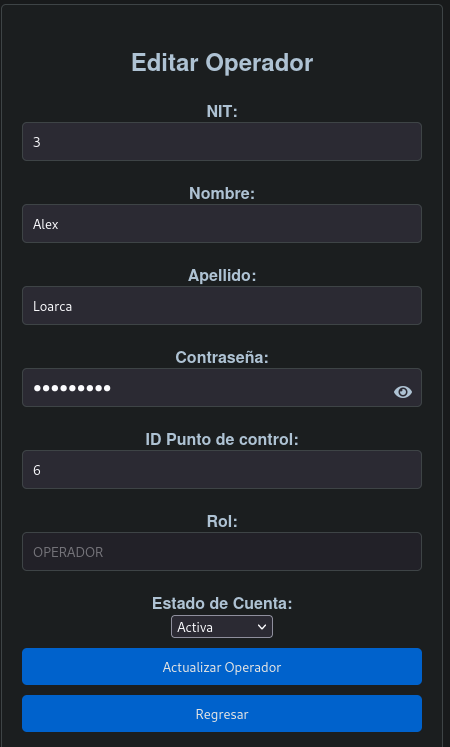 Editar Operador
NIT:
3
Nombre:
Alex
Apellido:
Loarca
Contraseña:
●●●●●●●●●
ID Punto de control:
6
Rol:
OPERADOR
Estado de Cuenta:
Activa
Actualizar Operador
Regresar